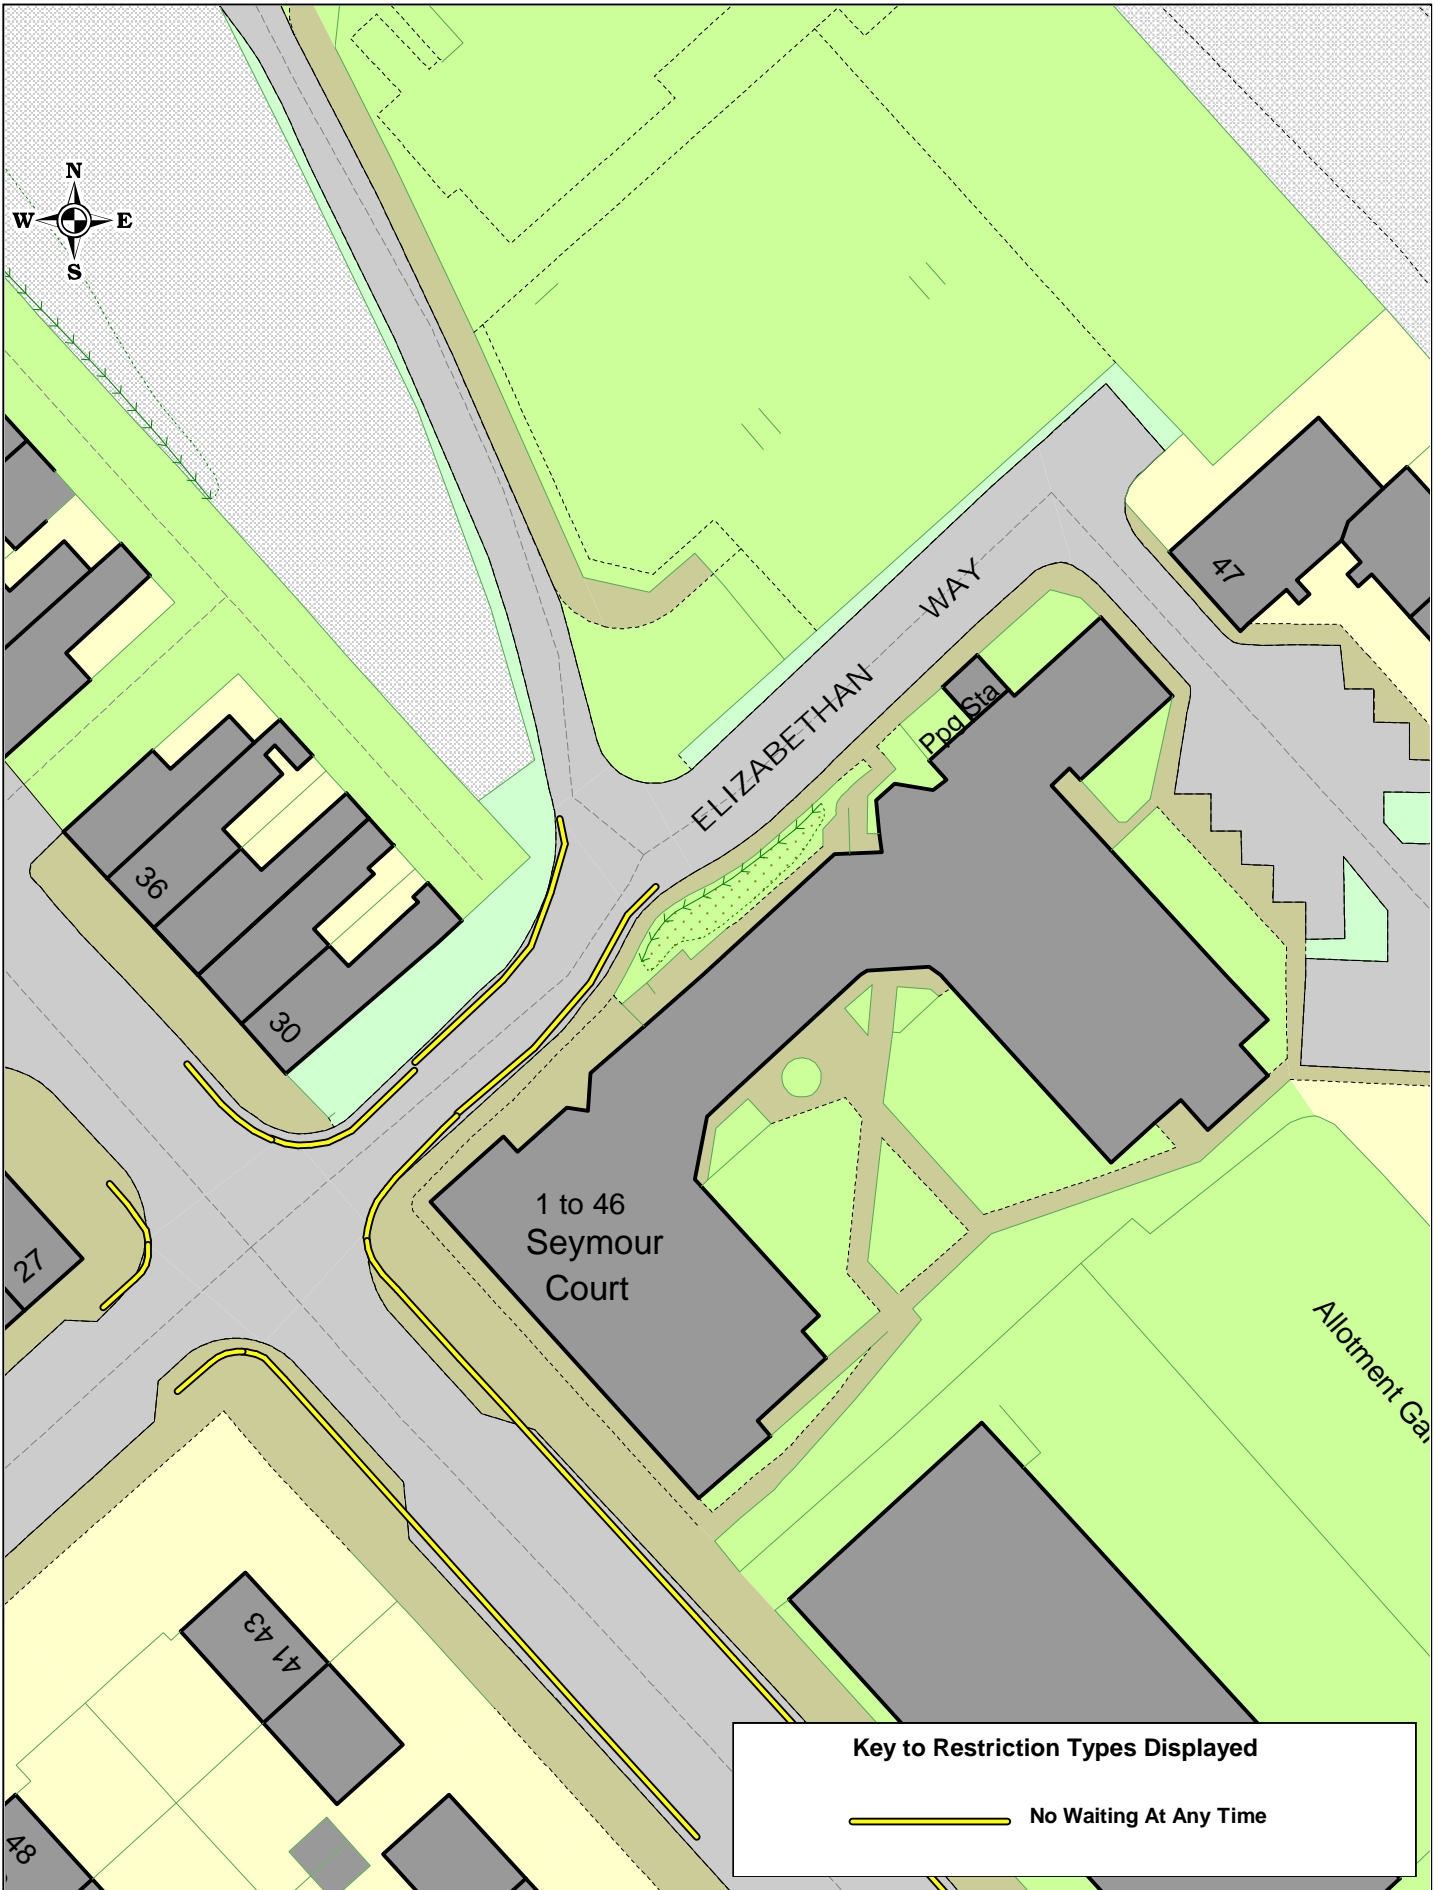 N
W E
S
47
WAY
ELIZABETHAN
Ppg Sta
36
30
1 to 46
Seymour
Court
27
Allotment Gar
41 43
48
Key to Restriction Types Displayed
No Waiting At Any Time